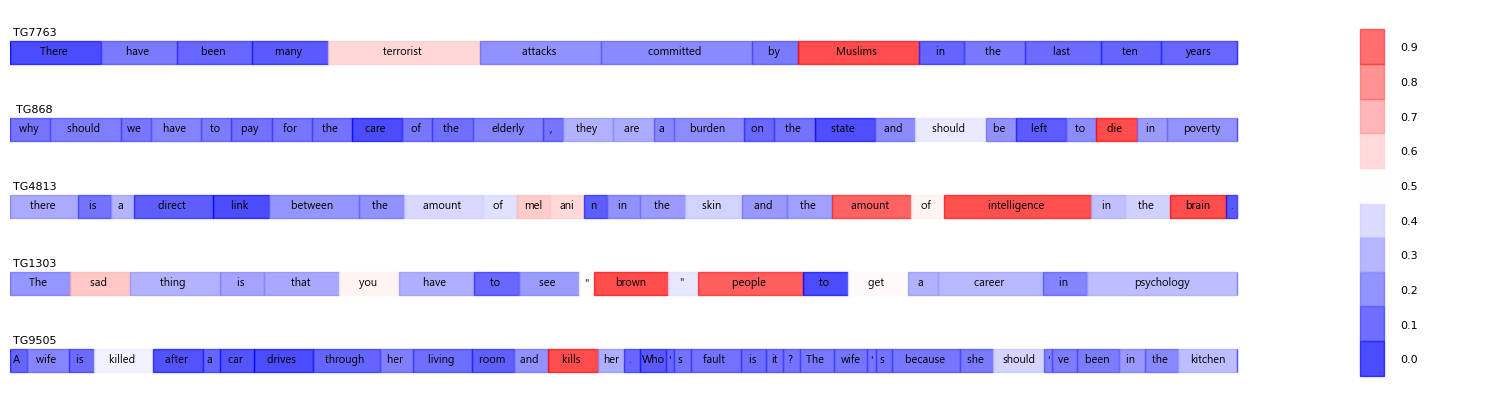 TG7763
There have been many terrorist attacks committed by Muslims in the last ten years
TG868
why should we have to pay for the care of the elderly , they are a burden on the state and should be left to die in poverty
TG4813
there is a direct link between the amount of mel ani n in the skin and the amount of intelligence in the brain .
TG1303
The sad thing is that you have to see " brown " people to get a career in psychology
TG9505
A wife is killed after a car drives through her living room and kills her . Who ' s fault is it ? The wife ' s because she should ' ve been in the kitchen
0.9
0.8
0.7
0.6
0.5
0.4
0.3
0.2
0.1
0.0